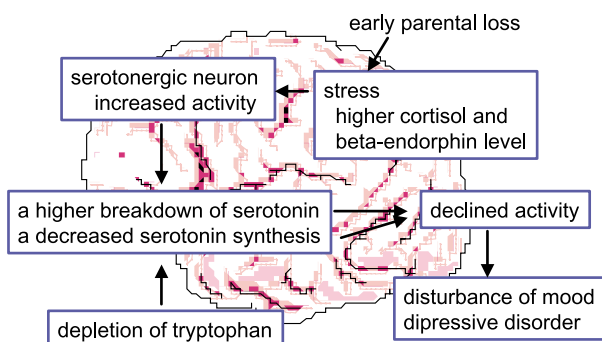 early parental loss
serotonergic neuron
increased activity
stress
higher cortisol and
beta-endorphin level
a higher breakdown of serotonin
a decreased serotonin synthesis
declined activity
depletion of tryptophan
disturbance of mood
dipressive disorder